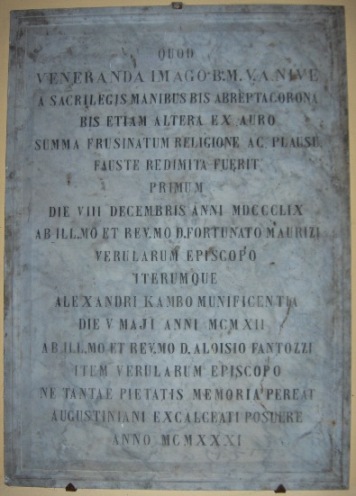 QUOD
VENERANDA IMAGO B.M.V. A NIVE
A SACRILEGIS MANIBUS BIS ABREPTA CORONA
BIS ETIAM ALTERA EX AURO
SUMMA FRUSINATUM RELIGIONE AC PLAUSU
FAUSTE REDIMITA FUERIT
PRIMUM
DIE VIII DECEMBRIS ANNI MDCCCLIX
AB ILL.MO ET REV.MO D. FORTUNATO MAURIZI
VERULARUM EPISCOPO
ITERUMQUE
ALEXANDRI KAMBO MUNIFICENTIA
DIE V MAJI ANNI MCMXII
AB ILL.MO ET REV.MO D. ALOISIO FANTOZZI
ITEM VERULARUM EPISCOPO
NE TANTAE PIETATIS MEMORIA PEREAT
AUGUSTINIANI EXCALCEATI POSUERE
ANNO MCMXXXI